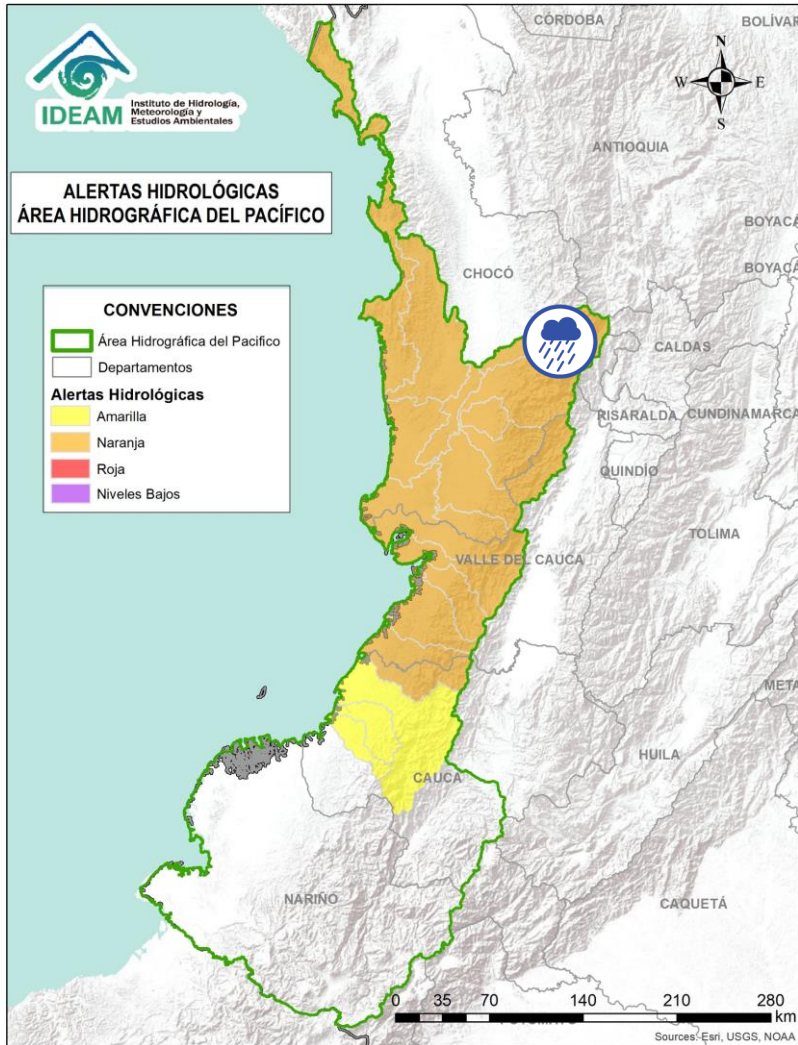 CÓRDOBA
BOLÍVAR
IDEAM Instituto de Hidrología,
Meteorología y
Estudios Ambientales
N
W E
S
ANTIOQUIA
ALERTAS HIDROLÓGICAS
ÁREA HIDROGRÁFICA DEL PACÍFICO
BOYACÁ
CHOCÓ
BOYACÁ
CONVENCIONES
Área Hidrográfica del Pacifico
Departamentos
Alertas Hidrológicas
Amarilla
Naranja
Roja
Niveles Bajos
CALDAS
RISARALDA
CUNDINAMARCA
QUINDÍO
TOLIMA
VALLE DEL CAUCA
META
HUILA
CAUCA
NARIÑO
CAQUETÁ
0 35 70 140 210 280
km
Sources: Esri, USGS, NOAA